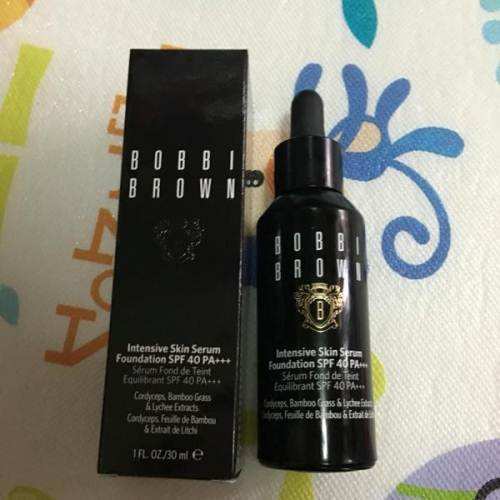 BOBBI
BROWN
Intensive Skin Serum
Foundation SPF 40 PA+++
Sérum Fond de Teint
Équilibrant SPF 40 PA+++
Cordyceps, Bamboo Grass
& Lychee Extracts
Cordyceps, Feuille de Bambou
& Extrait de Litchi
1 FL. OZ./30 ml ℮
BOBBI
BROWN
B
Intensive Skin Serum
Foundation SPF 40 PA+++
Sérum Fond de Teint
Équilibrant SPF 40 PA+++
Cordyceps, Bamboo Grass & Lychee
Cordyceps, Feuille de Bambou & Extrait de